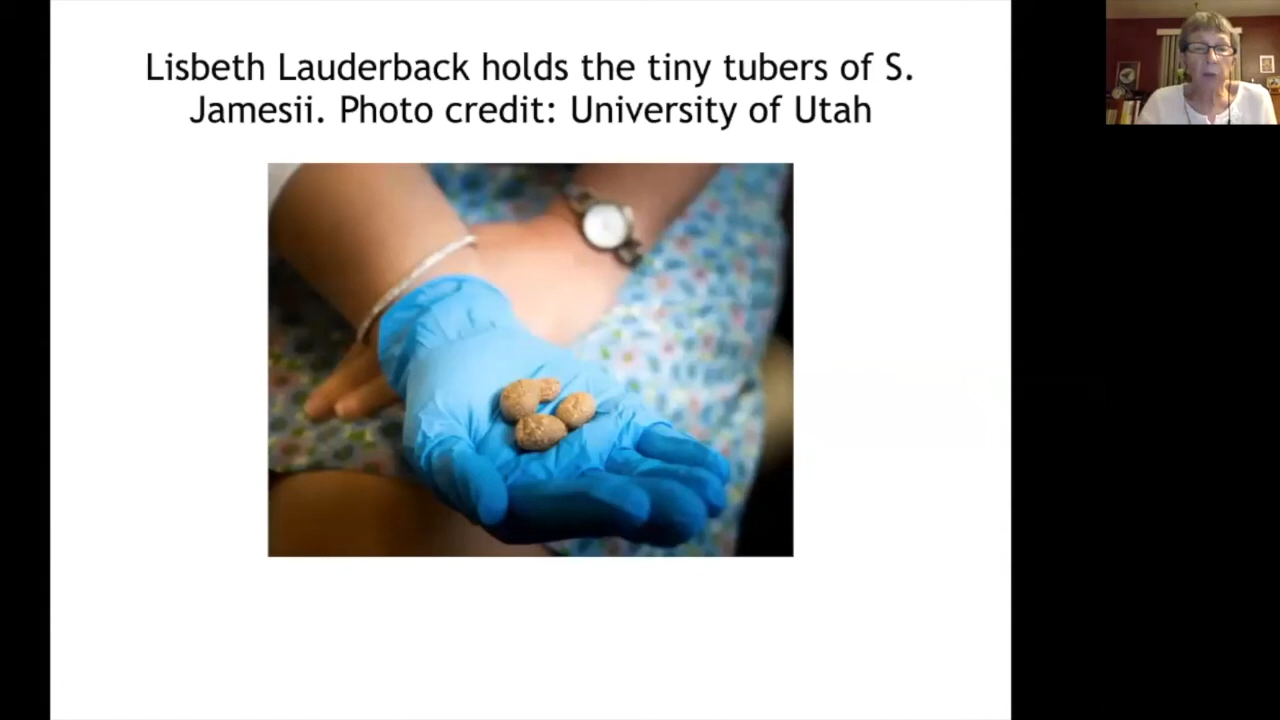 Lisbeth Lauderback holds the tiny tubers of S.
Jamesii. Photo credit: University of Utah